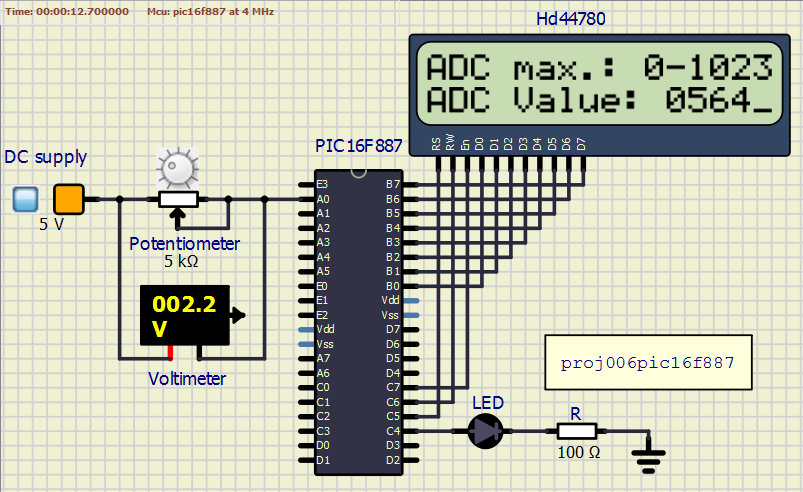 Time: 00:00:12.700000 Mcu: pic16f887 at 4 MHz
Hd44780
ADC max.: 0-1023
ADC Value: 0564_
RS RW En D0 D1 D2 D3 D4 D5 D6 D7
PIC16F887
DC supply
5 V
Potentiometer
5 kΩ
002.2
V
Voltimeter
E3 B7
A0 B6
A1 B5
A2 B4
A3 B3
A4 B2
A5 B1
E0 B0
E1 Vdd
E2 Vss
Vdd D7
Vss D6
A7 D5
A6 D4
C0 C7
C1 C6
C2 C5
C3 C4
D0 D3
D1 D2
proj006pic16f887
LED
R
100 Ω